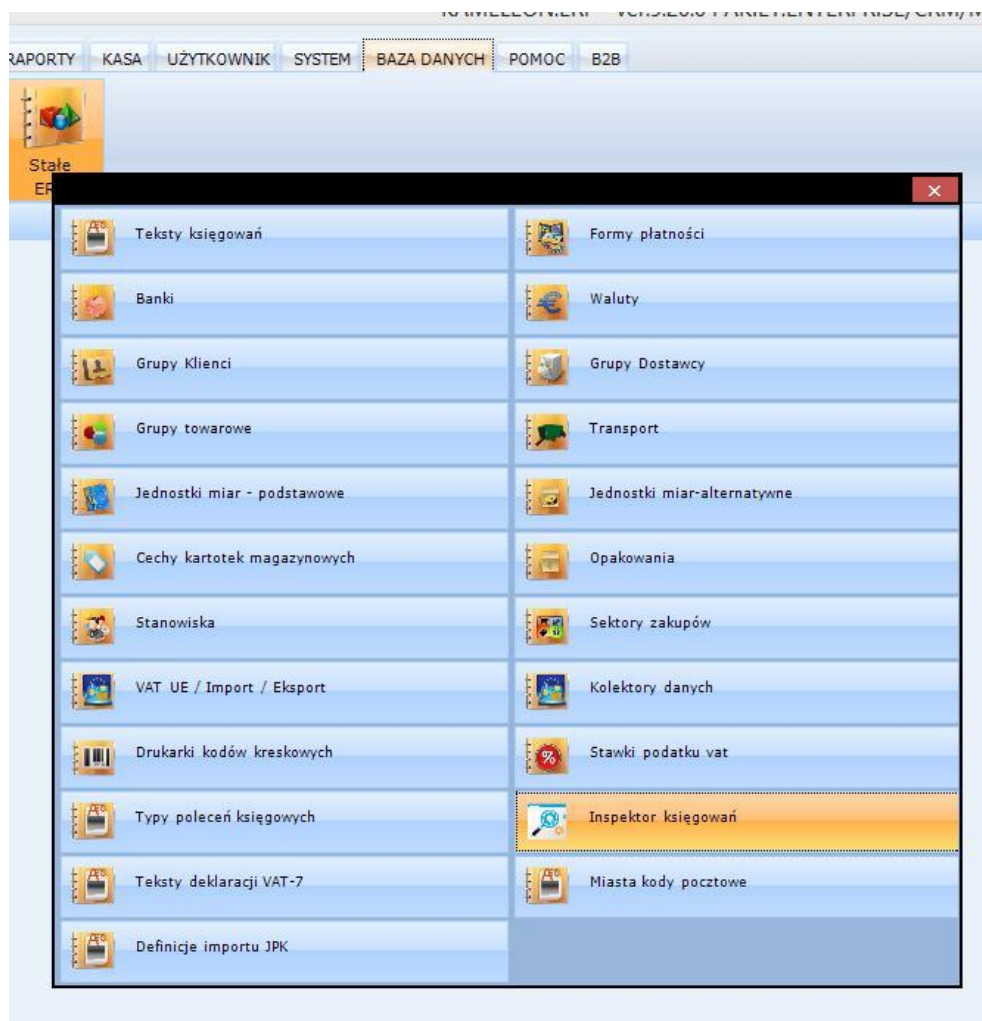 RAPORTY KASA UŻYTKOWNIK SYSTEM BAZA DANYCH POMOC B2B
Stałe
Teksty księgowań
Formy płatności
Banki
Waluty
Grupy Klienci
Grupy Dostawcy
Grupy towarowe
Transport
Jednostki miar - podstawowe
Jednostki miar-alternatywne
Cechy kartotek magazynowych
Opakowania
Stanowiska
Sektory zakupów
VAT UE / Import / Eksport
Kolektory danych
Drukarki kodów kreskowych
Stawki podatku vat
Typy poleceń księgowych
Inspektor księgowań
Teksty deklaracji VAT-7
Miasta kody pocztowe
Definicje importu JPK